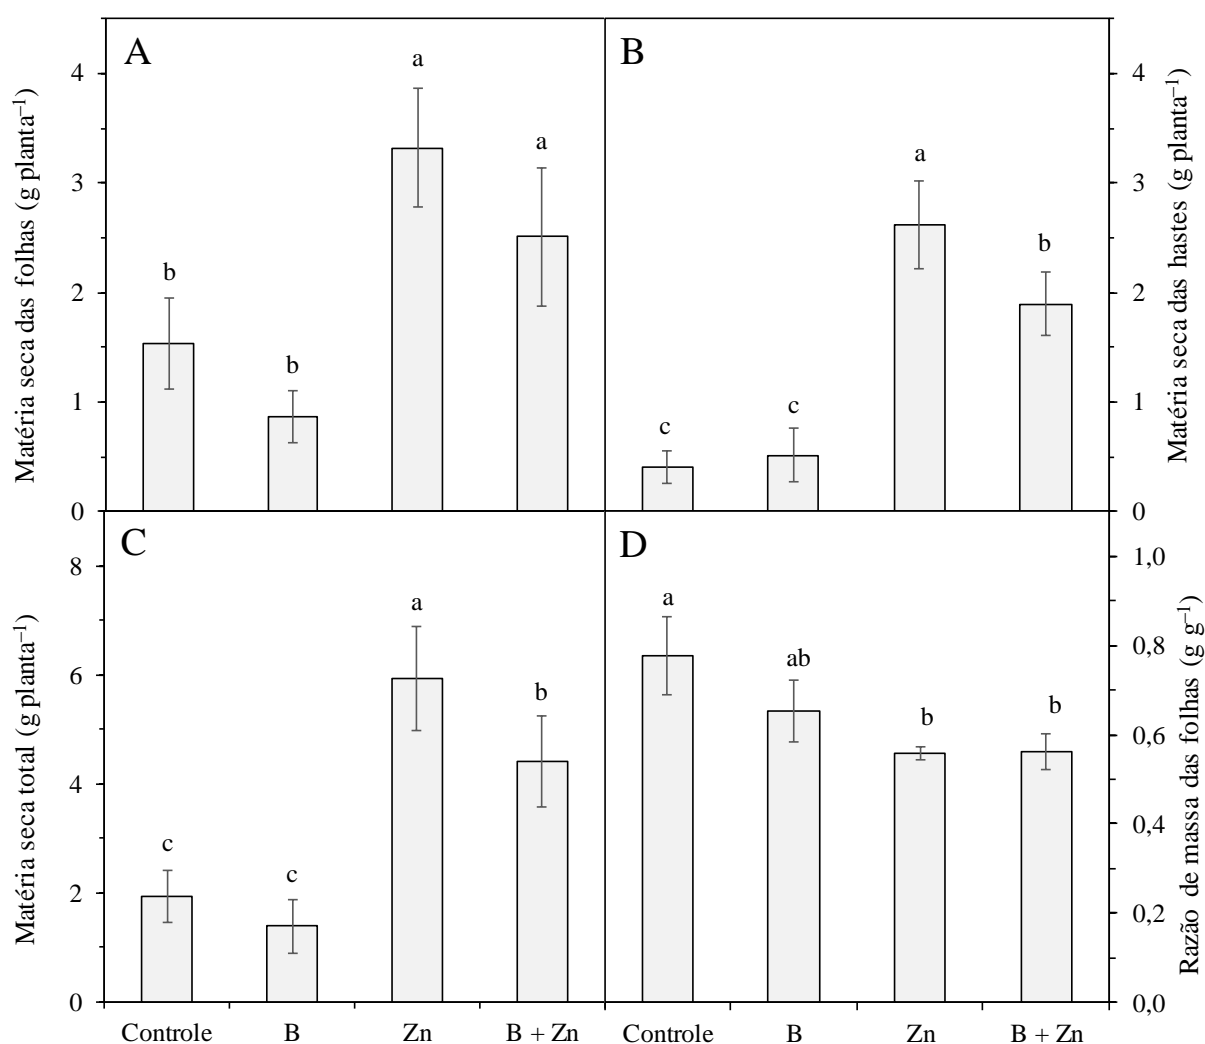 A
Matéria seca das folhas (g planta⁻¹)
4
3
2
1
0
b
b
a
a
B
Matéria seca das hastes (g planta⁻¹)
4
3
2
1
0
c
c
a
b
C
Matéria seca total (g planta⁻¹)
8
6
4
2
0
c
c
a
b
Controle
B
Zn
B + Zn
D
Razão de massa das folhas (g g⁻¹)
1,0
0,8
0,6
0,4
0,2
0,0
a
ab
b
b
Controle
B
Zn
B + Zn